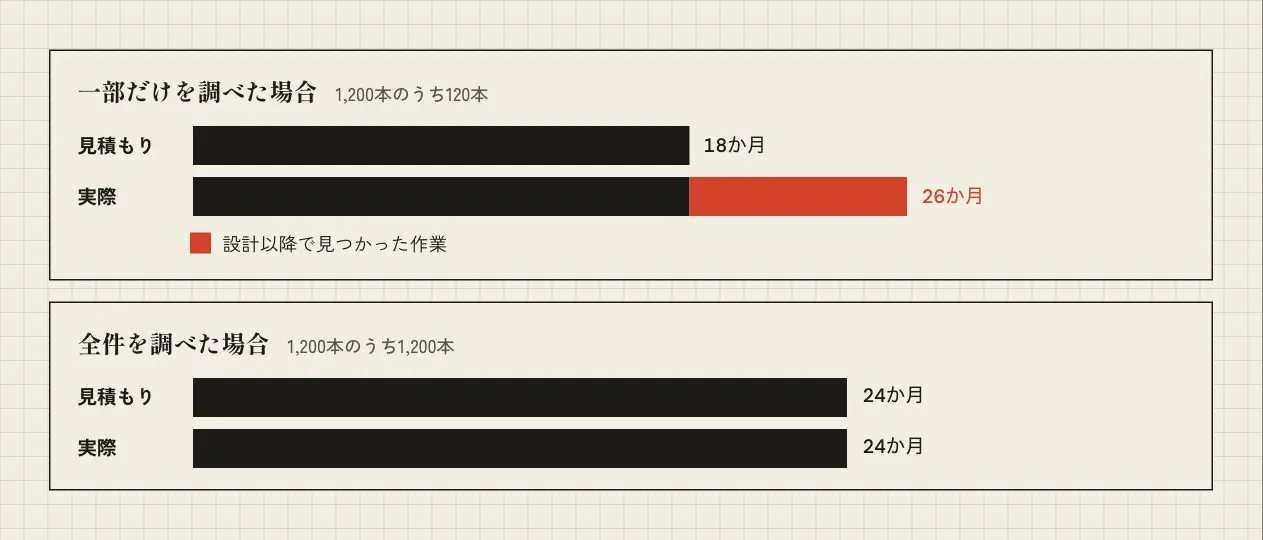 一部だけを調べた場合 1,200本のうち120本
見積もり 18か月
実際 26か月
設計以降で見つかった作業
全件を調べた場合 1,200本のうち1,200本
見積もり 24か月
実際 24か月